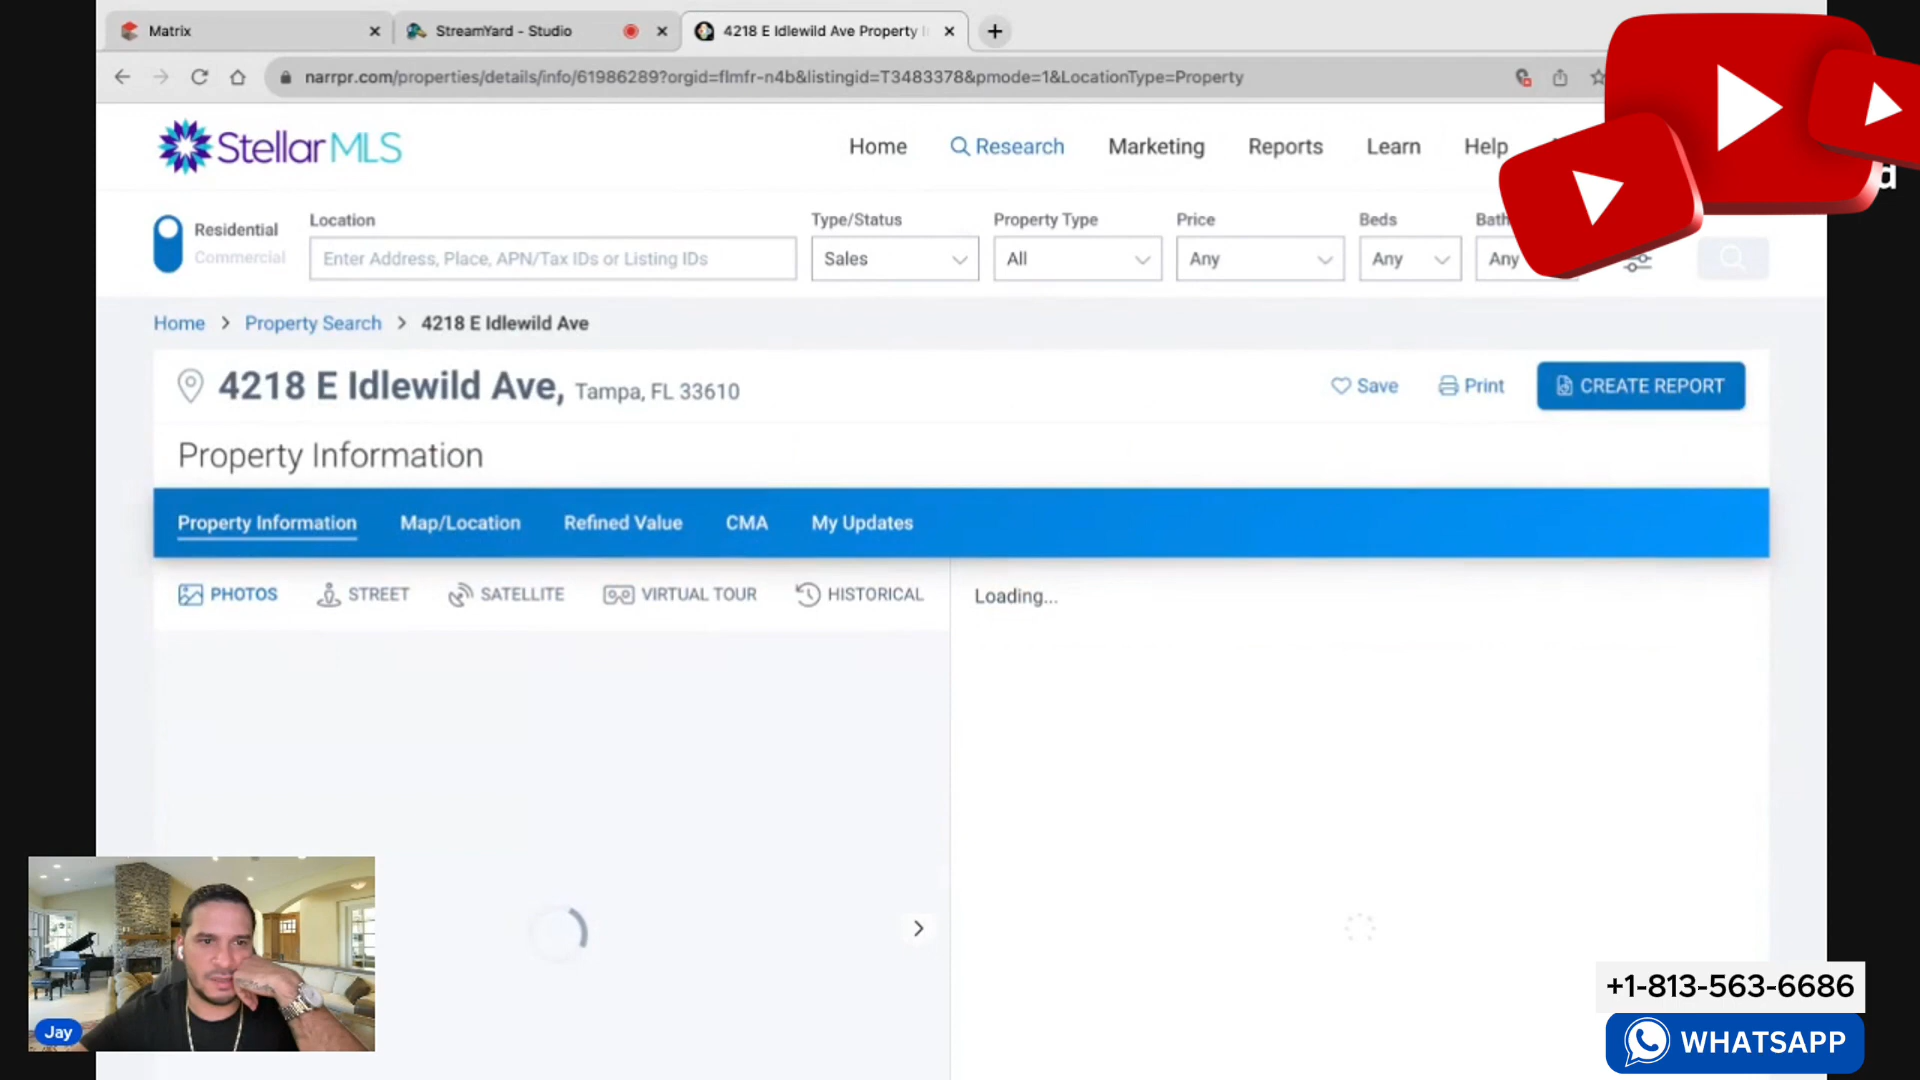 Matrix
StreamYard - Studio
4218 E Idlewild Ave Property I
narrpr.com/properties/details/info/61986289?orgid=flmfr-n4b&listingid=T3483378&pmode=1&LocationType=Property
StellarMLS
Home
Research
Marketing
Reports
Learn
Help
d
Residential
Commercial
Location
Enter Address, Place, APN/Tax IDs or Listing IDs
Type/Status
Sales
Property Type
All
Price
Any
Beds
Any
Bath
Any
Home > Property Search > 4218 E Idlewild Ave
4218 E Idlewild Ave, Tampa, FL 33610
Save
Print
CREATE REPORT
Property Information
Property Information
Map/Location
Refined Value
CMA
My Updates
PHOTOS
STREET
SATELLITE
VIRTUAL TOUR
HISTORICAL
Loading...
Jay
+1-813-563-6686
WHATSAPP